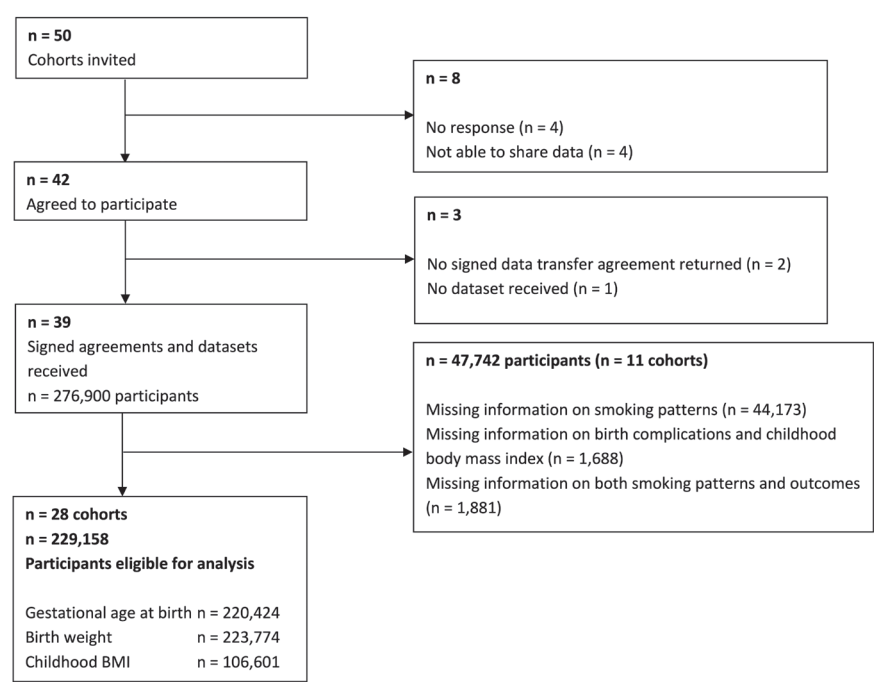 n = 50
Cohorts invited
n = 8
No response (n = 4)
Not able to share data (n = 4)
n = 42
Agreed to participate
n = 3
No signed data transfer agreement returned (n = 2)
No dataset received (n = 1)
n = 39
Signed agreements and datasets
received
n = 276,900 participants
n = 47,742 participants (n = 11 cohorts)
Missing information on smoking patterns (n = 44,173)
Missing information on birth complications and childhood
body mass index (n = 1,688)
Missing information on both smoking patterns and outcomes
(n = 1,881)
n = 28 cohorts
n = 229,158
Participants eligible for analysis
Gestational age at birth n = 220,424
Birth weight n = 223,774
Childhood BMI n = 106,601